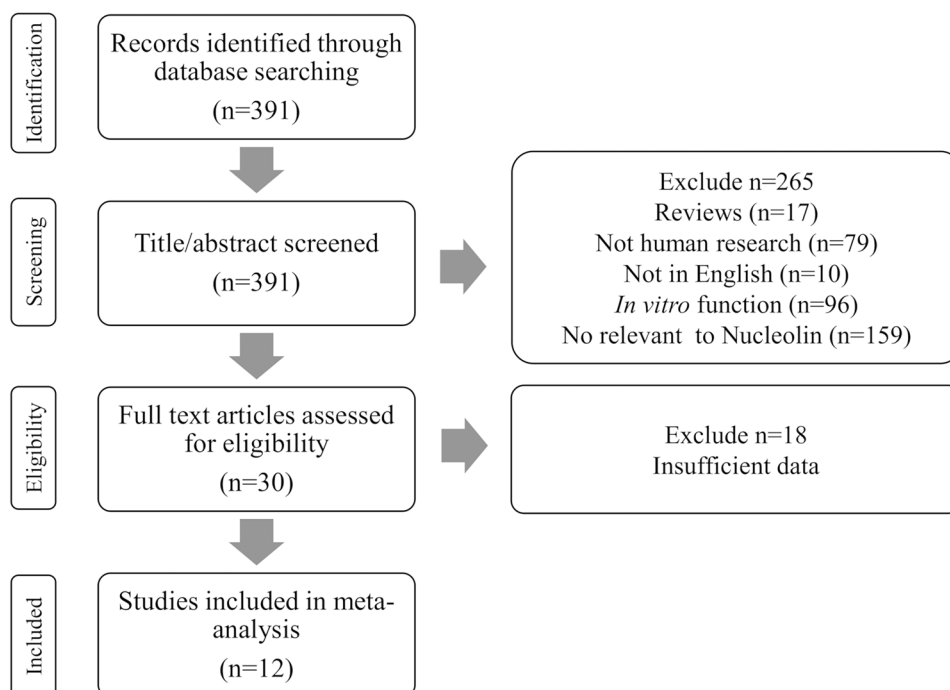 Identification
Records identified through
database searching
(n=391)
Screening
Title/abstract screened
(n=391)
Exclude n=265
Reviews (n=17)
Not human research (n=79)
Not in English (n=10)
In vitro function (n=96)
No relevant to Nucleolin (n=159)
Eligibility
Full text articles assessed
for eligibility
(n=30)
Exclude n=18
Insufficient data
Included
Studies included in meta-
analysis
(n=12)